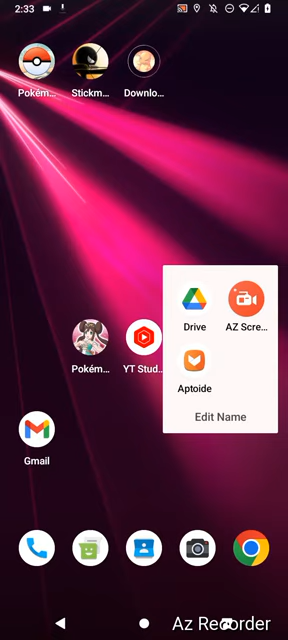 2:33
Pokém...
Stickm...
Downlo...
Drive
AZ Scre...
Pokém...
YT Stud...
Aptoide
Edit Name
Gmail
Az Recorder